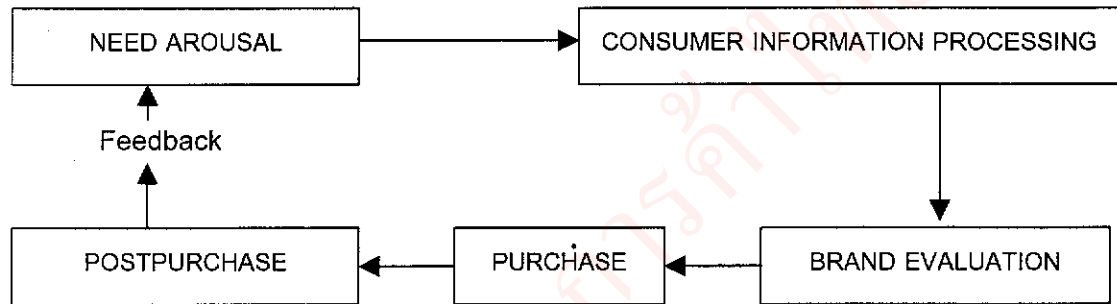 NEED AROUSAL
CONSUMER INFORMATION PROCESSING
Feedback
POSTPURCHASE
PURCHASE
BRAND EVALUATION